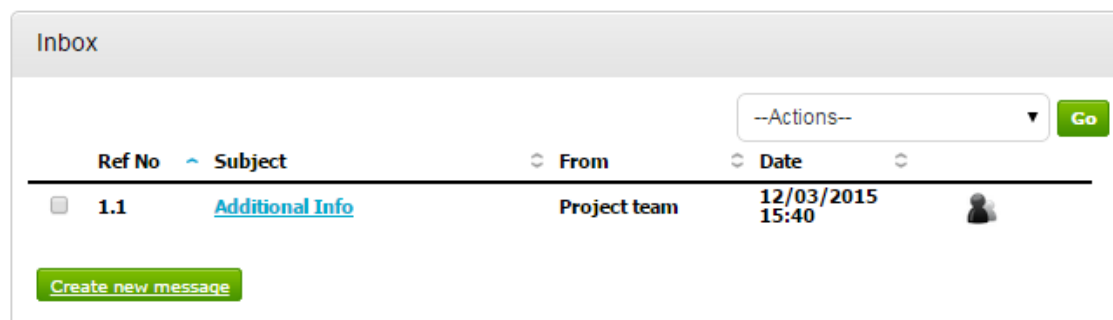 Inbox
--Actions--
Go
Ref No Subject From Date
1.1 Additional Info Project team 12/03/2015
15:40
Create new message